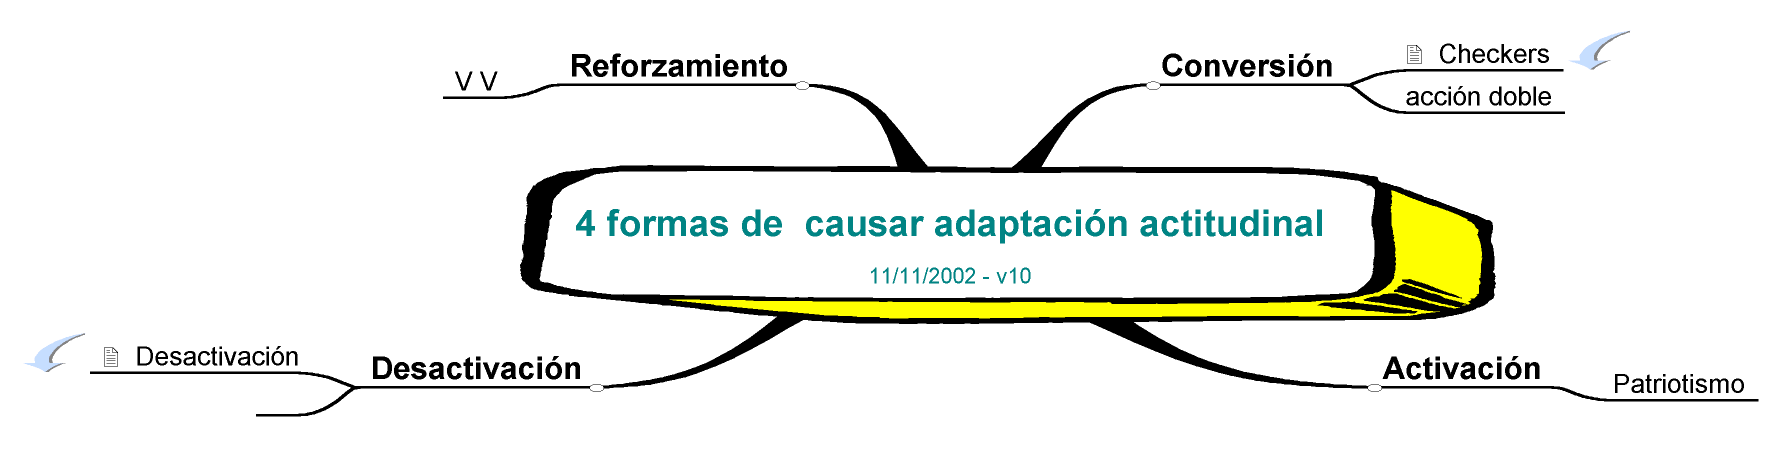 Reforzamiento
V V
Conversión
Checkers
acción doble
4 formas de  causar adaptación actitudinal
11/11/2002 - v10
Desactivación
Desactivación
Activación
Patriotismo